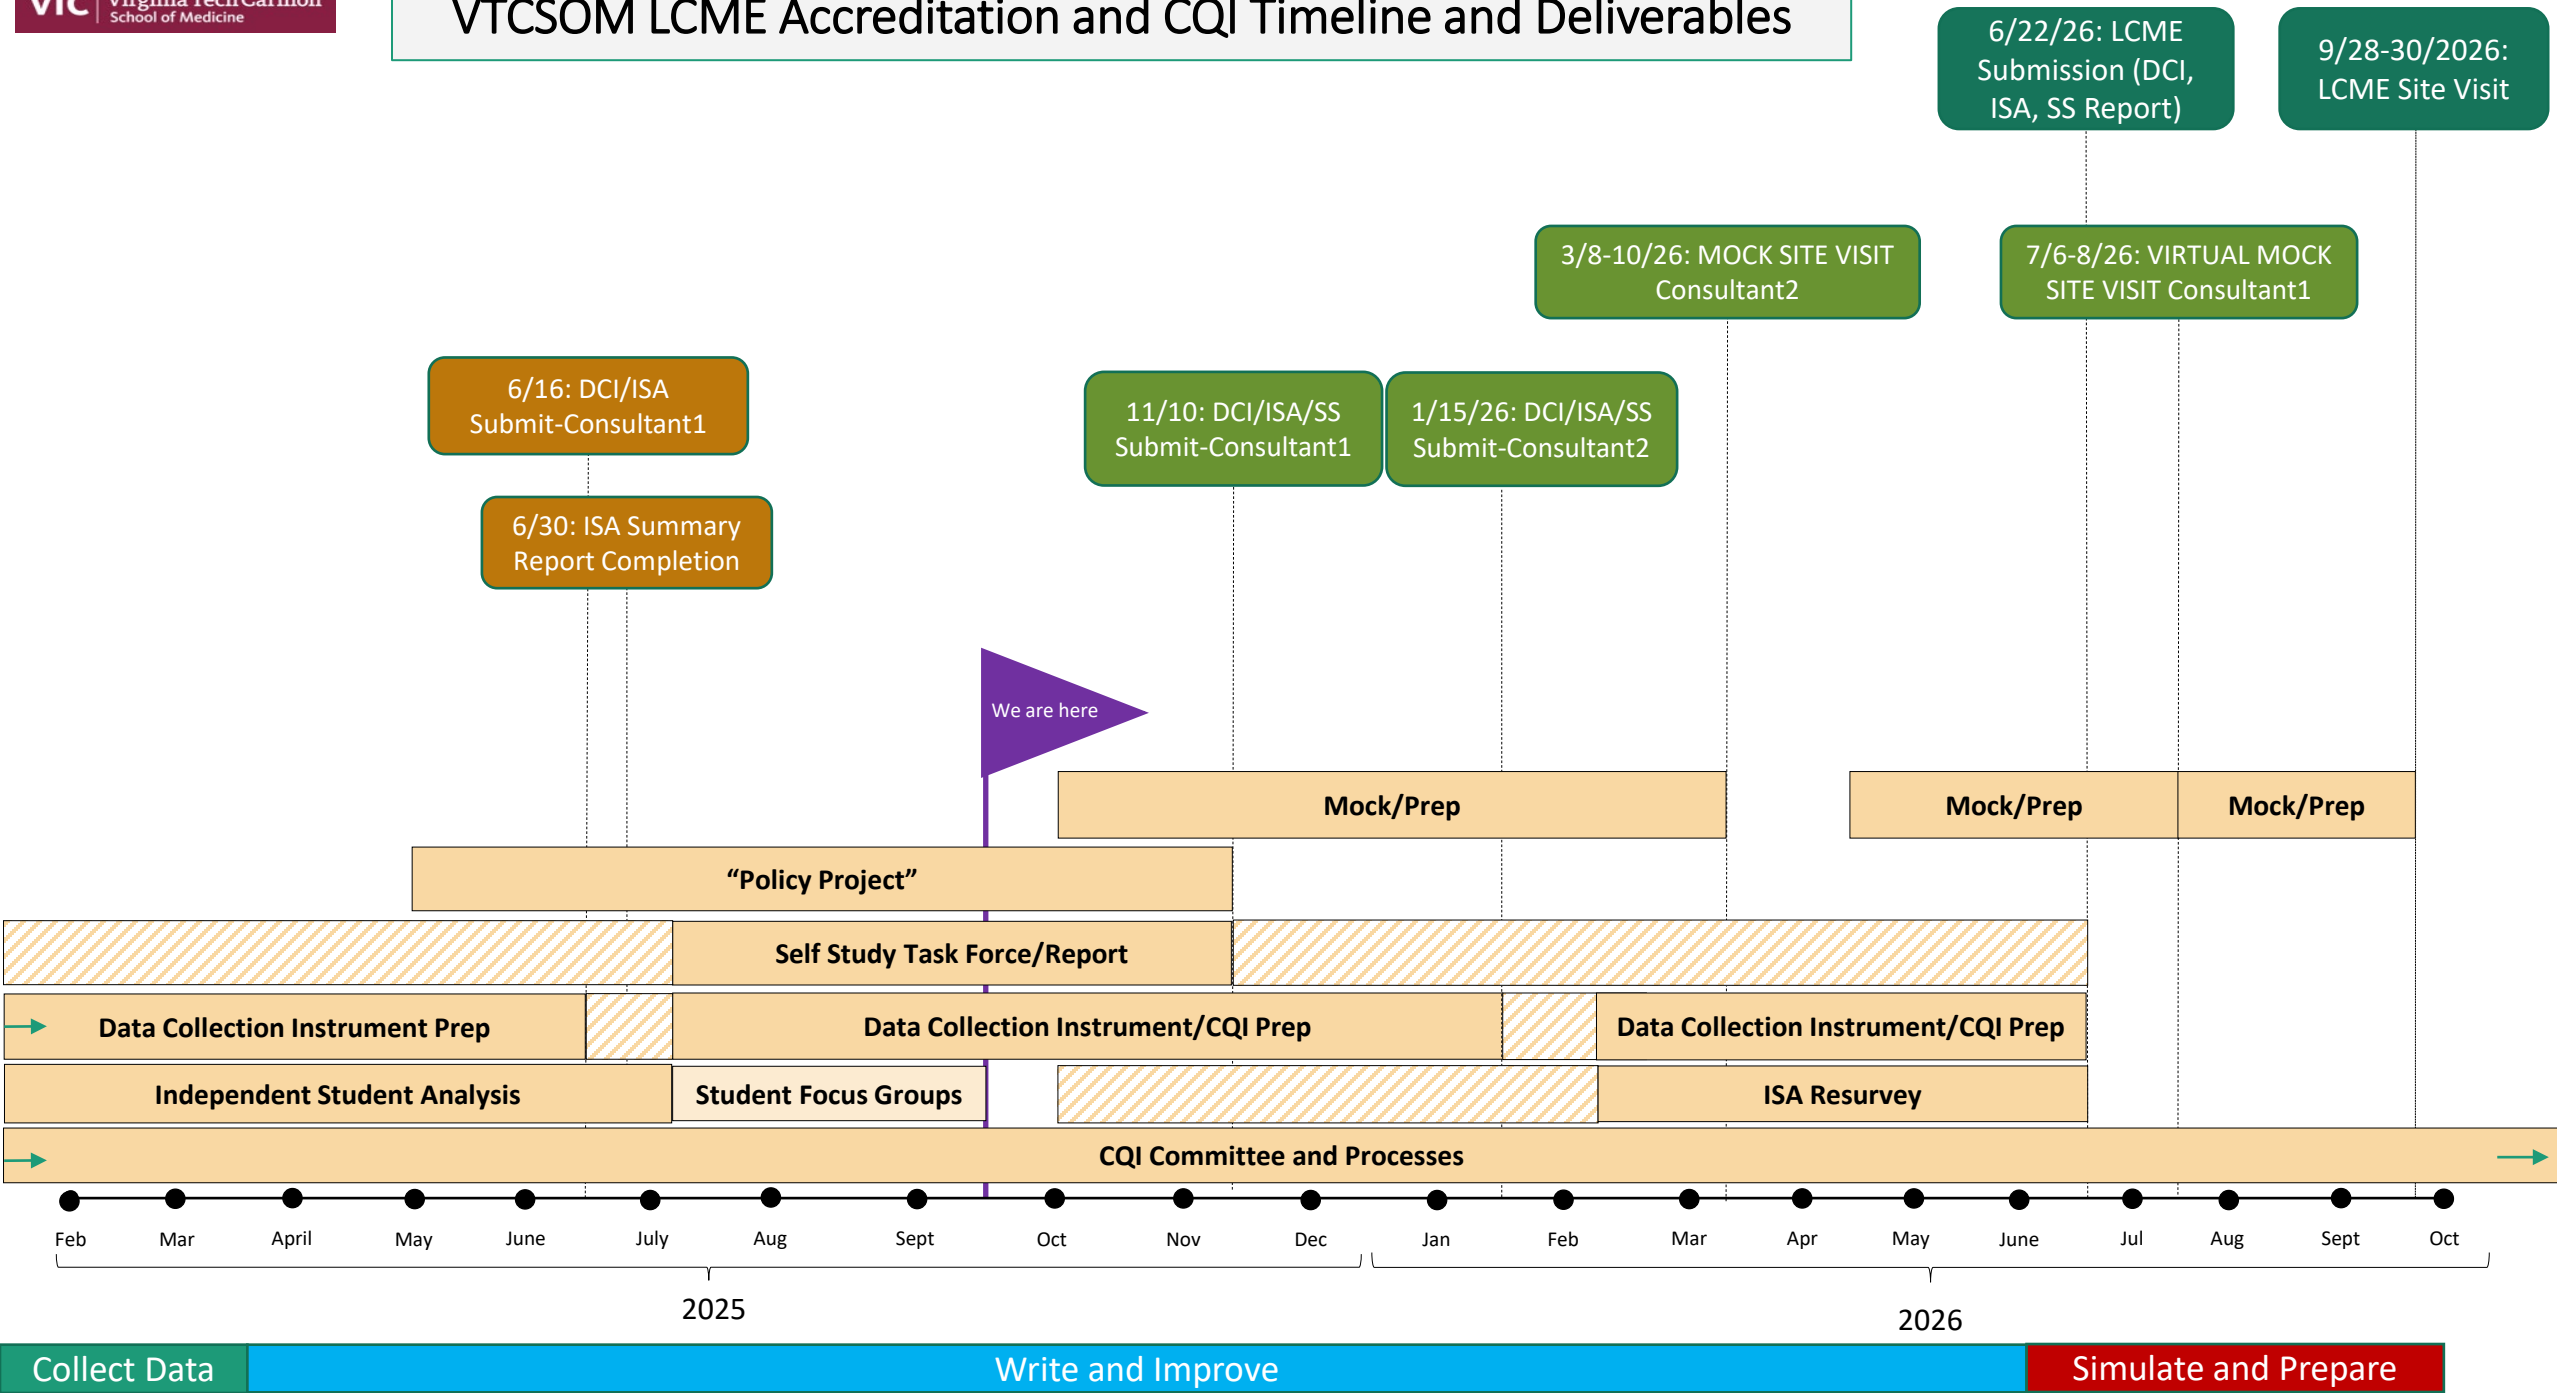 VTC Virginia Tech Carilion
School of Medicine
VTCSOM LCME Accreditation and CQI Timeline and Deliverables
6/22/26: LCME
Submission (DCI,
ISA, SS Report)
9/28-30/2026:
LCME Site Visit
3/8-10/26: MOCK SITE VISIT
Consultant2
7/6-8/26: VIRTUAL MOCK
SITE VISIT Consultant1
6/16: DCI/ISA
Submit-Consultant1
11/10: DCI/ISA/SS
Submit-Consultant1
1/15/26: DCI/ISA/SS
Submit-Consultant2
6/30: ISA Summary
Report Completion
We are here
Mock/Prep
Mock/Prep
Mock/Prep
“Policy Project”
Self Study Task Force/Report
Data Collection Instrument Prep
Data Collection Instrument/CQI Prep
Data Collection Instrument/CQI Prep
Independent Student Analysis
Student Focus Groups
ISA Resurvey
CQI Committee and Processes
Feb Mar April May June July Aug Sept Oct Nov Dec Jan Feb Mar Apr May June Jul Aug Sept Oct
2025
2026
Collect Data
Write and Improve
Simulate and Prepare